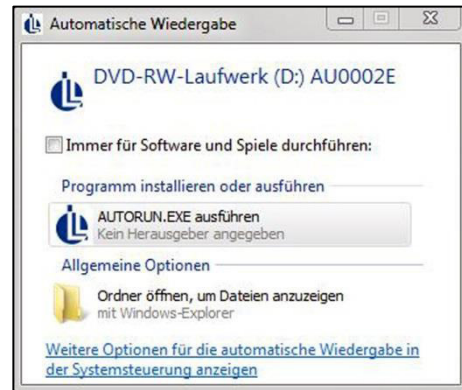 Automatische Wiedergabe
DVD-RW-Laufwerk (D:) AU0002E
Immer für Software und Spiele durchführen:
Programm installieren oder ausführen
AUTORUN.EXE ausführen
Kein Herausgeber angegeben
Allgemeine Optionen
Ordner öffnen, um Dateien anzuzeigen
mit Windows-Explorer
Weitere Optionen für die automatische Wiedergabe in
der Systemsteuerung anzeigen